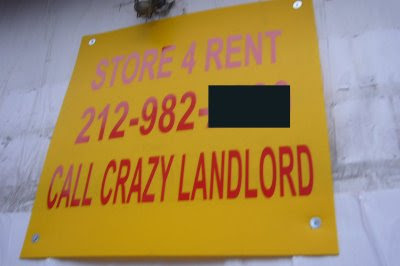 STORE 4 RENT
212-982-
CALL CRAZY LANDLORD